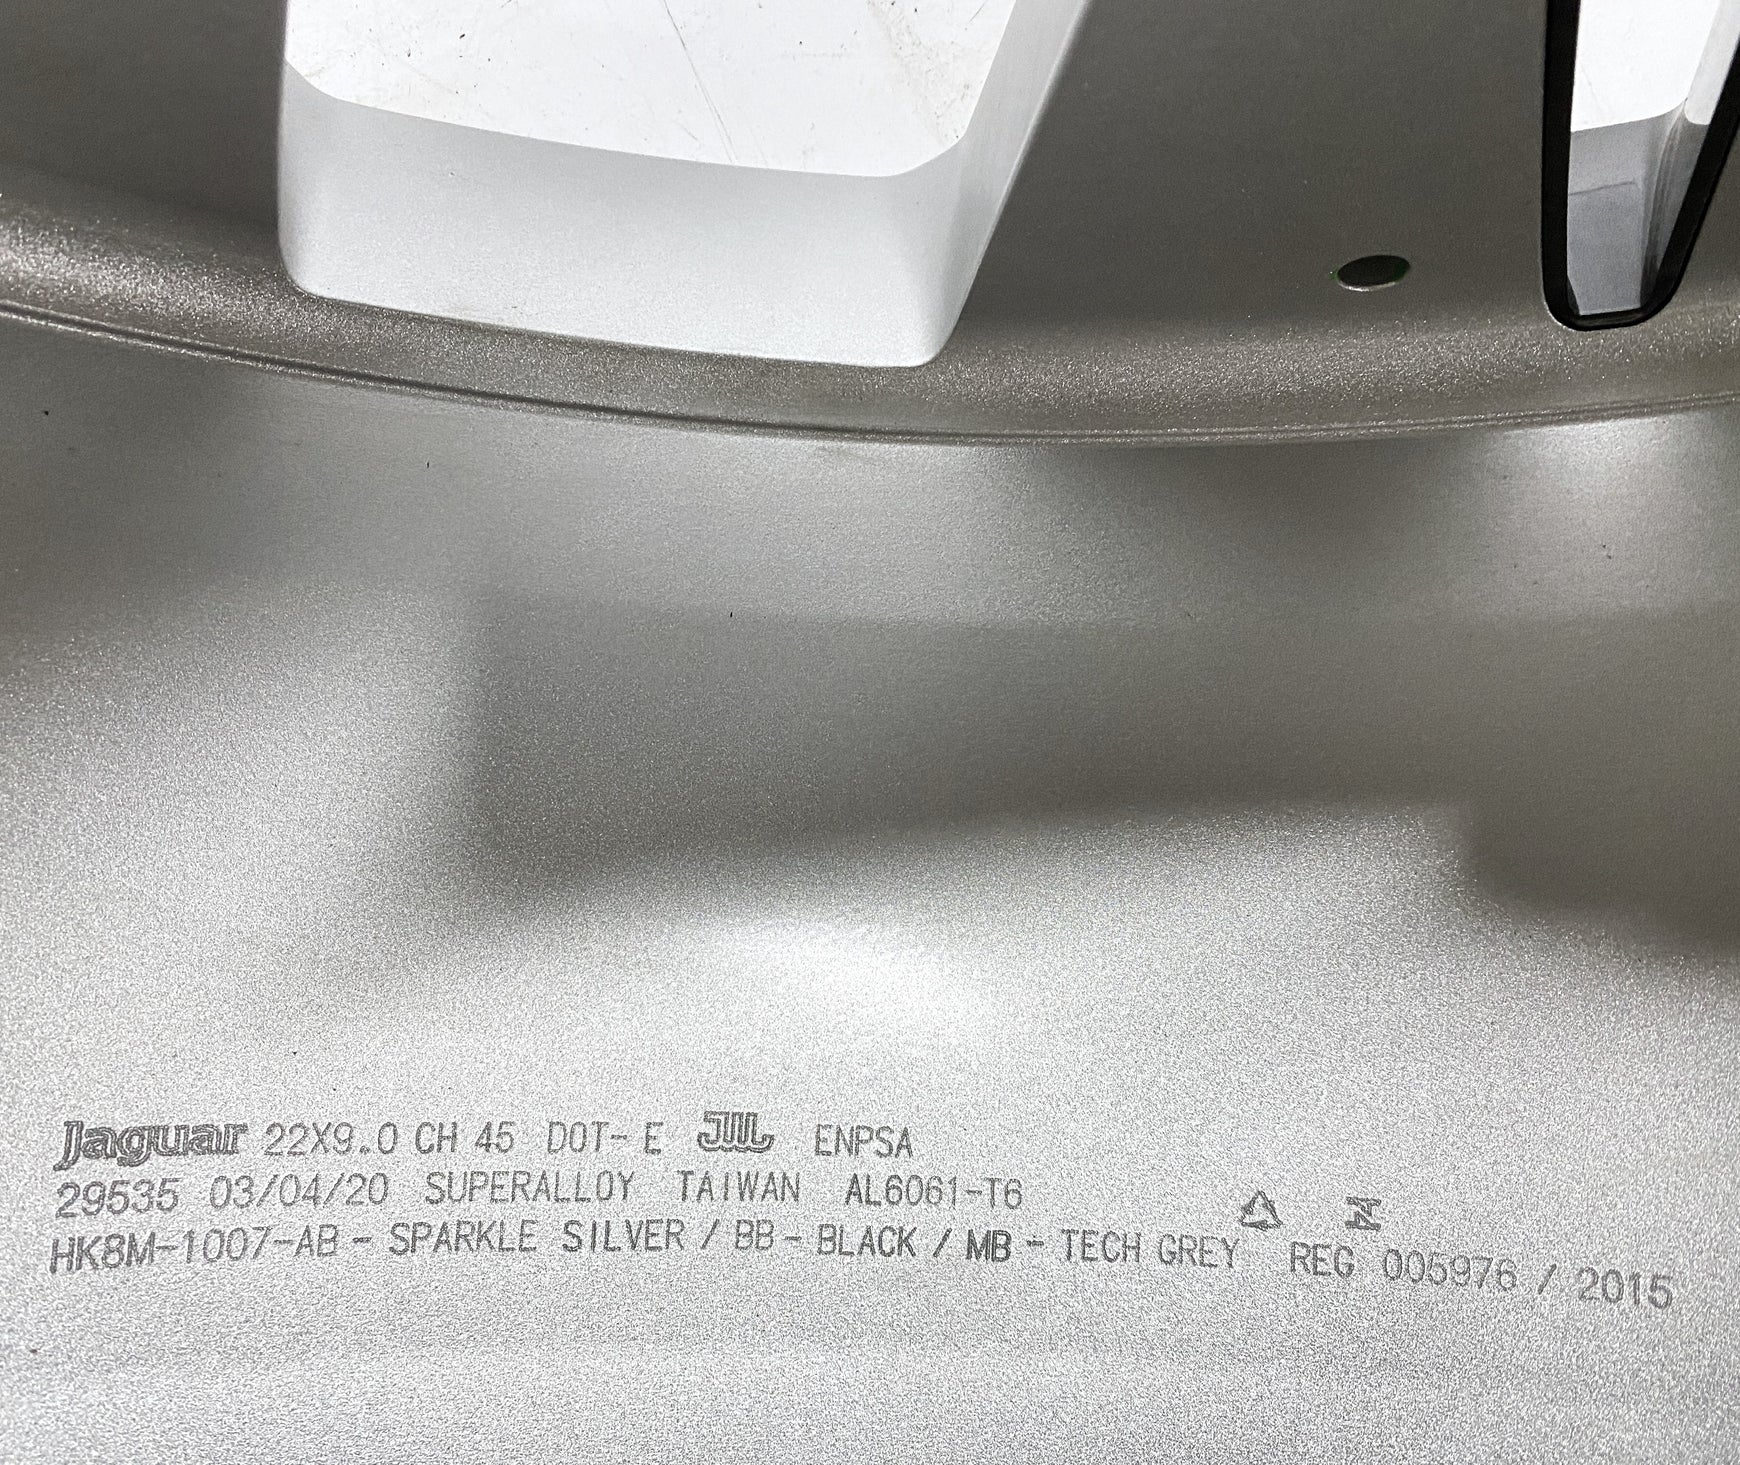 Jaguar 22X9.0 CH 45 DOT-E JWL ENPSA
29535 03/04/20 SUPERALLOY TAIWAN AL6061-T6
HK8M-1007-AB - SPARKLE SILVER / BB - BLACK / MB - TECH GREY REG 005976 / 2015